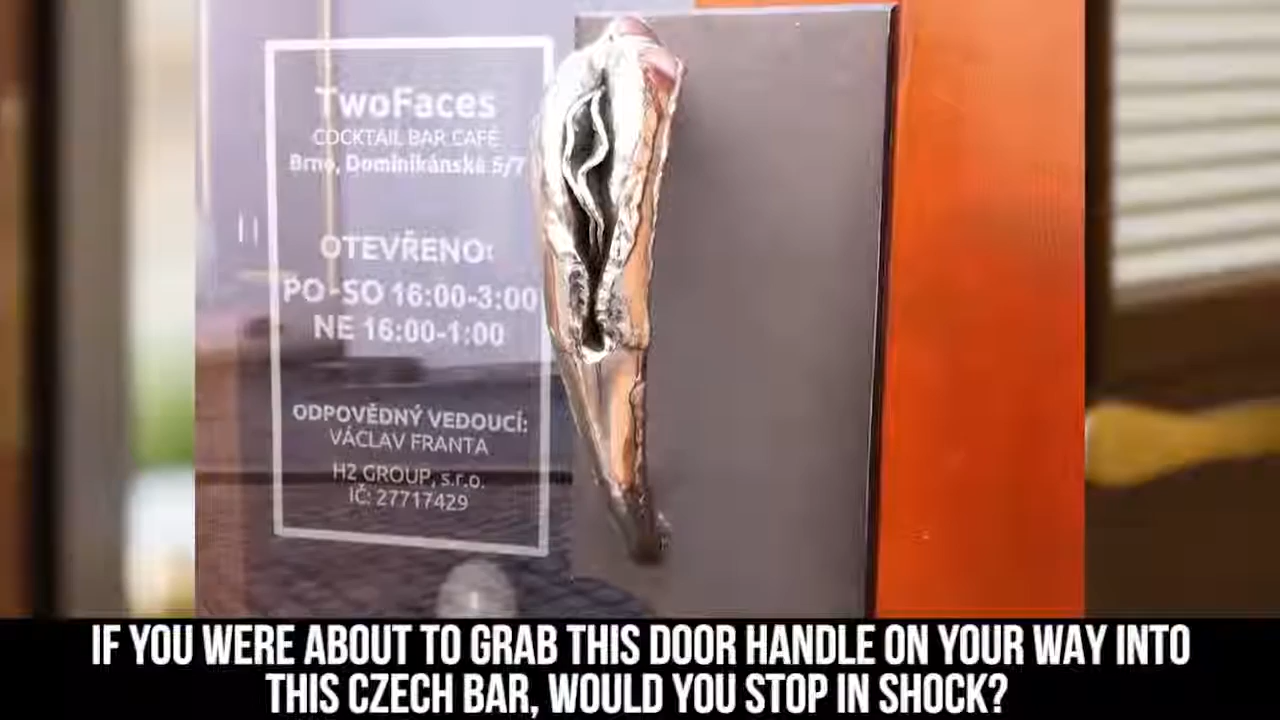 TwoFaces
COCKTAIL BAR CAFÉ
Brno, Dominikánská 5/7
OTEVŘENO:
PO-SO 16:00-3:00
NE 16:00-1:00
ODPOVĚDNÝ VEDOUCÍ:
VÁCLAV FRANTA
H2 GROUP, s.r.o.
IČ: 27717429
IF YOU WERE ABOUT TO GRAB THIS DOOR HANDLE ON YOUR WAY INTO
THIS CZECH BAR, WOULD YOU STOP IN SHOCK?